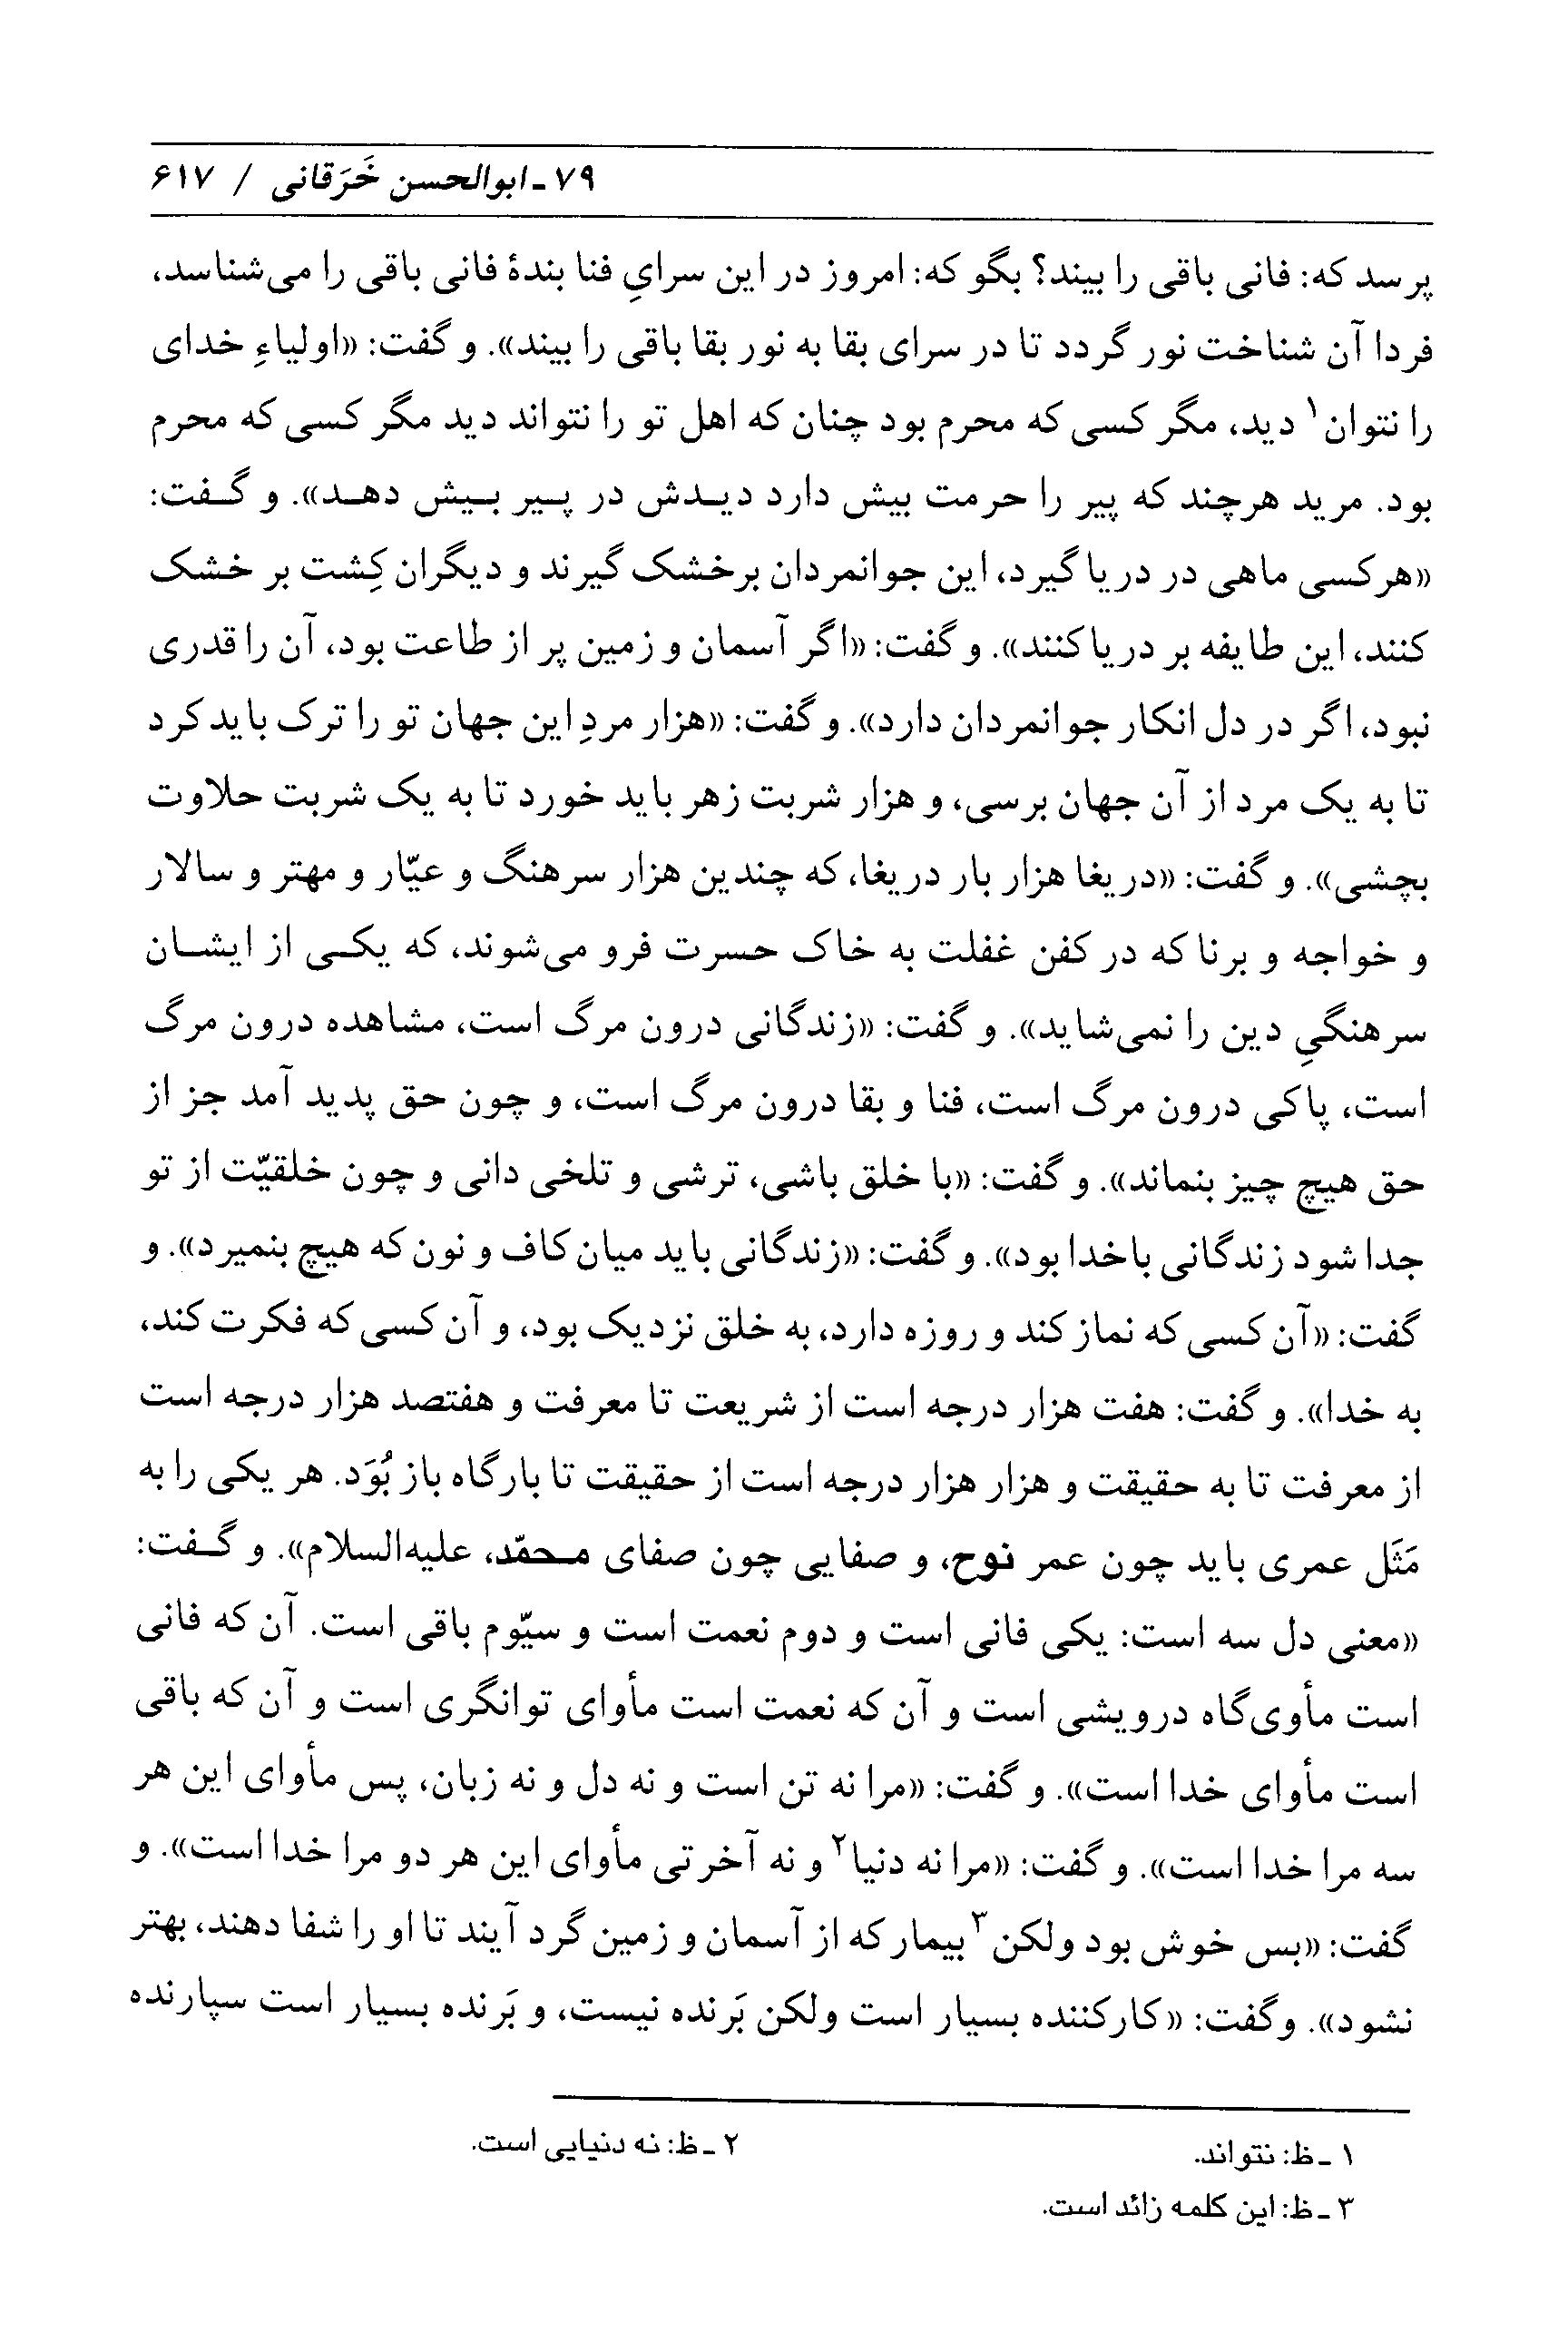 ۷۹ـ ابوالحسن خَرَقانی / ۶۱۷
پرسد که: فانی باقی را بیند؟ بگو که: امروز در این سرایِ فنا بندهٔ فانی باقی را می‌شناسد،
فردا آن شناخت نور گردد تا در سرای بقا به نور بقا باقی را بیند». و گفت: «اولیاءِ خدای
را نتوان۱ دید، مگر کسی که محرم بود چنان که اهل تو را نتواند دید مگر کسی که محرم
بود. مرید هرچند که پیر را حرمت بیش دارد دیـدش در پـیر بـیش دهـد». و گـفت:
«هرکسی ماهی در دریا گیرد، این جوانمردان برخشک گیرند و دیگران کِشت بر خشک
کنند، این طایفه بر دریا کنند». و گفت: «اگر آسمان و زمین پر از طاعت بود، آن را قدری
نبود، اگر در دل انکار جوانمردان دارد». و گفت: «هزار مردِ این جهان تو را ترک باید کرد
تا به یک مرد از آن جهان برسی، و هزار شربت زهر باید خورد تا به یک شربت حلاوت
بچشی». و گفت: «دریغا هزار بار دریغا، که چندین هزار سرهنگ و عیّار و مهتر و سالار
و خواجه و برنا که در کفن غفلت به خاک حسرت فرو می‌شوند، که یکـی از ایشـان
سرهنگیِ دین را نمی‌شاید». و گفت: «زندگانی درون مرگ است، مشاهده درون مرگ
است، پاکی درون مرگ است، فنا و بقا درون مرگ است، و چون حق پدید آمد جز از
حق هیچ چیز بنماند». و گفت: «با خلق باشی، ترشی و تلخی دانی و چون خلقیّت از تو
جدا شود زندگانی باخدا بود». و گفت: «زندگانی باید میان کاف و نون که هیچ بنمیرد». و
گفت: «آن کسی که نماز کند و روزه دارد، به خلق نزدیک بود، و آن کسی که فکرت کند،
به خدا». و گفت: هفت هزار درجه است از شریعت تا معرفت و هفتصد هزار درجه است
از معرفت تا به حقیقت و هزار هزار درجه است از حقیقت تا بارگاه باز بُوَد. هر یکی را به
مَثَل عمری باید چون عمر نوح، و صفایی چون صفای مـحمّد، علیه‌السلام». و گـفت:
«معنی دل سه است: یکی فانی است و دوم نعمت است و سیّوم باقی است. آن که فانی
است مأوی‌گاه درویشی است و آن که نعمت است مأوای توانگری است و آن که باقی
است مأوای خدا است». و گفت: «مرا نه تن است و نه دل و نه زبان، پس مأوای این هر
سه مرا خدا است». و گفت: «مرا نه دنیا۲ و نه آخرتی مأوای این هر دو مرا خدا است». و
گفت: «بس خوش بود ولکن۳ بیمار که از آسمان و زمین گرد آیند تا او را شفا دهند، بهتر
نشود». وگفت: «کارکننده بسیار است ولکن بَرنده نیست، و بَرنده بسیار است سپارنده
۱ ـ ظ: نتواند.
۲ ـ ظ: نه دنیایی است.
۳ ـ ظ: این کلمه زائد است.